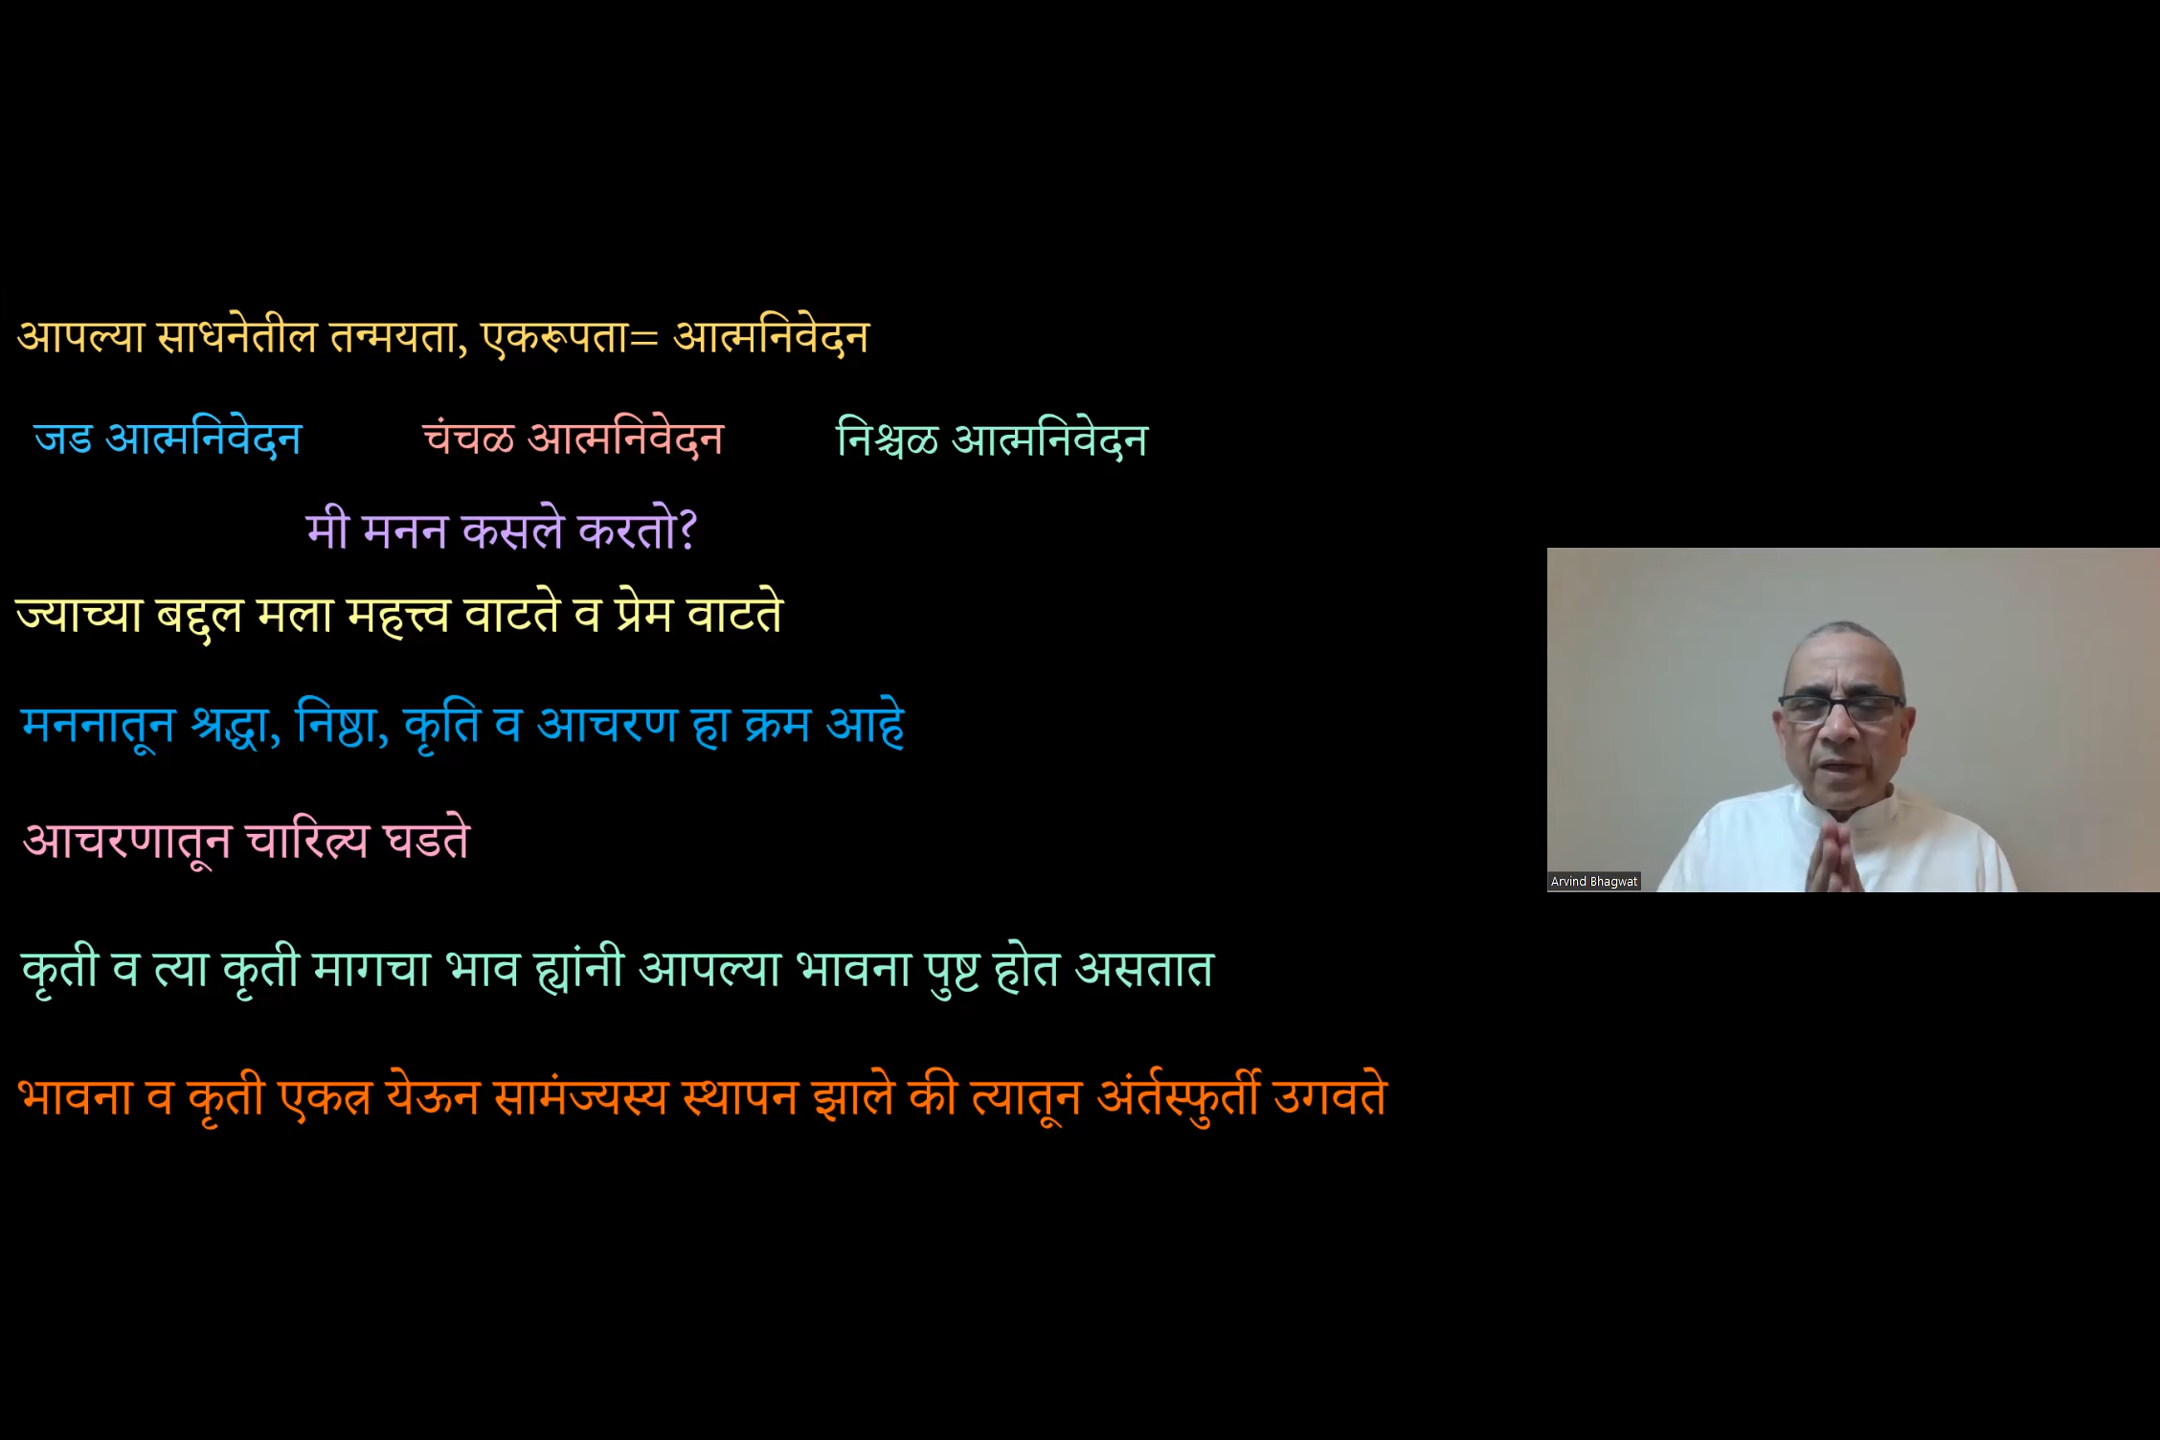 आपल्या साधनेतील तन्मयता, एकरूपता= आत्मनिवेदन
जड आत्मनिवेदन चंचळ आत्मनिवेदन निश्चळ आत्मनिवेदन
मी मनन कसले करतो?
ज्याच्या बद्दल मला महत्त्व वाटते व प्रेम वाटते
मननातून श्रद्धा, निष्ठा, कृति व आचरण हा क्रम आहे
आचरणातून चारित्र्य घडते
कृती व त्या कृती मागचा भाव ह्यांनी आपल्या भावना पुष्ट होत असतात
भावना व कृती एकत्र येऊन सामंज्यस्य स्थापन झाले की त्यातून अंर्तस्फुर्ती उगवते
Arvind Bhagwat